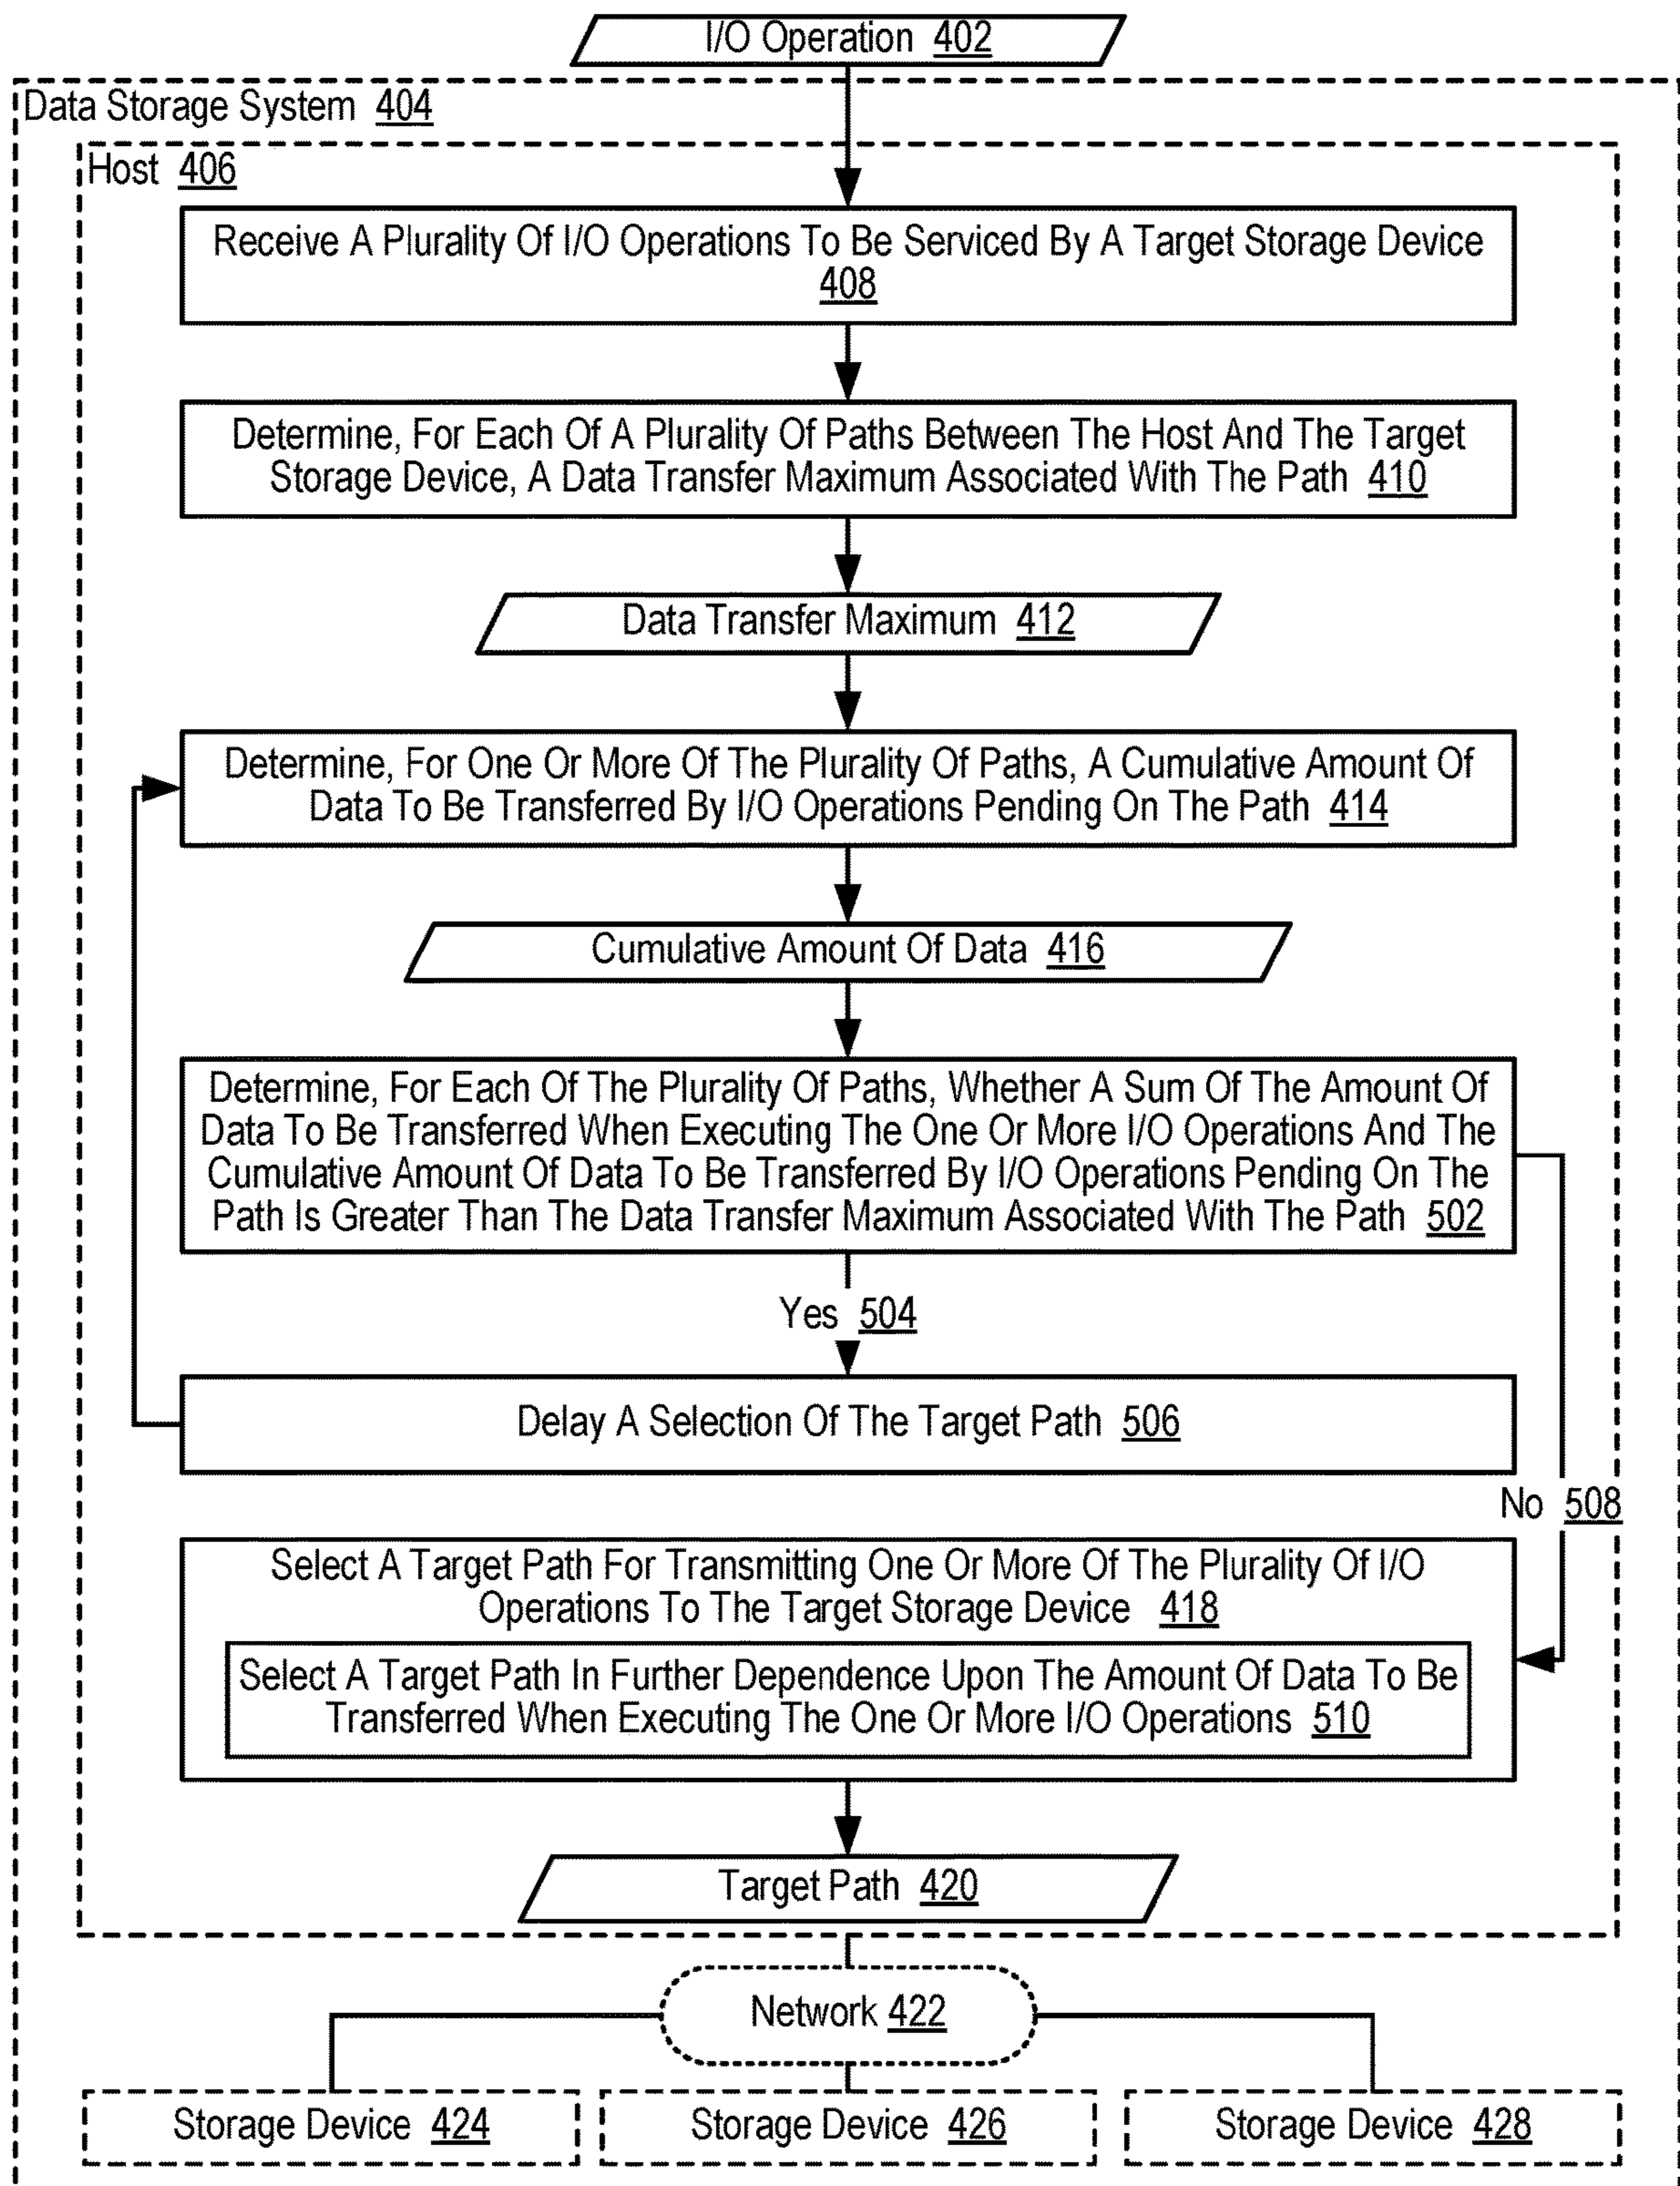 I/O Operation 402
Data Storage System 404
Host 406
Receive A Plurality Of I/O Operations To Be Serviced By A Target Storage Device
408
Determine, For Each Of A Plurality Of Paths Between The Host And The Target
Storage Device, A Data Transfer Maximum Associated With The Path 410
Data Transfer Maximum 412
Determine, For One Or More Of The Plurality Of Paths, A Cumulative Amount Of
Data To Be Transferred By I/O Operations Pending On The Path 414
Cumulative Amount Of Data 416
Determine, For Each Of The Plurality Of Paths, Whether A Sum Of The Amount Of
Data To Be Transferred When Executing The One Or More I/O Operations And The
Cumulative Amount Of Data To Be Transferred By I/O Operations Pending On The
Path Is Greater Than The Data Transfer Maximum Associated With The Path 502
Yes 504
Delay A Selection Of The Target Path 506
No 508
Select A Target Path For Transmitting One Or More Of The Plurality Of I/O
Operations To The Target Storage Device 418
Select A Target Path In Further Dependence Upon The Amount Of Data To Be
Transferred When Executing The One Or More I/O Operations 510
Target Path 420
Network 422
Storage Device 424
Storage Device 426
Storage Device 428